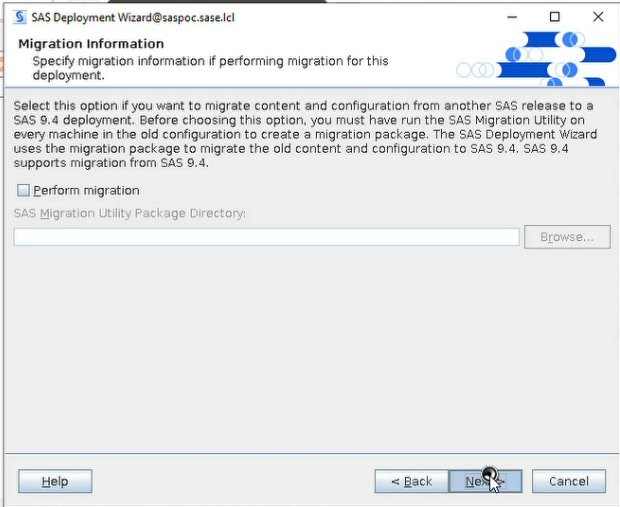 SAS Deployment Wizard@saspoc.sase.lcl
Migration Information
Specify migration information if performing migration for this
deployment.
Select this option if you want to migrate content and configuration from another SAS release to a
SAS 9.4 deployment. Before choosing this option, you must have run the SAS Migration Utility on
every machine in the old configuration to create a migration package. The SAS Deployment Wizard
uses the migration package to migrate the old content and configuration to SAS 9.4. SAS 9.4
supports migration from SAS 9.4.
Perform migration
SAS Migration Utility Package Directory:
Browse...
Help
< Back
Next >
Cancel